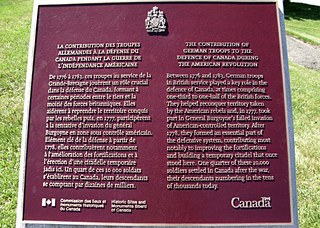 LA CONTRIBUTION DES TROUPES
ALLEMANDES À LA DÉFENSE DU
CANADA PENDANT LA GUERRE DE
L'INDÉPENDANCE AMÉRICAINE
De 1776 à 1783, ces troupes au service de la
Grande-Bretagne jouèrent un rôle crucial
dans la défense du Canada, formant à
certaines périodes entre le tiers et la
moitié des forces britanniques. Elles
aidèrent à reprendre le territoire conquis
par les rebelles puis, en 1777, participèrent
à la tentative d'invasion du général
Burgoyne en zone sous contrôle américain.
Élément clé de la défense à partir de
1778, elles contribuèrent notamment
à l'amélioration des fortifications et à
l'érection d'une citadelle temporaire
jadis ici. Un quart de ces 10 000 soldats
s'établirent au Canada, leurs descendants
se comptant par dizaines de milliers.
THE CONTRIBUTION OF
GERMAN TROOPS TO THE
DEFENCE OF CANADA DURING
THE AMERICAN REVOLUTION
Between 1776 and 1783, German troops
in British service played a key role in the
defence of Canada, at times comprising
one-third to one-half of the British Forces.
They helped reconquer territory taken
by the American rebels and, in 1777, took
part in General Burgoyne's failed invasion
of American-controlled territory. After
1778, they formed an essential part of
the defensive system, contributing most
notably to improving the fortifications
and building a temporary citadel that once
stood here. One quarter of these 10,000
soldiers settled in Canada after the war,
their descendants numbering in the tens
of thousands today.
Commission des lieux et
monuments historiques
du Canada
Historic Sites and
Monuments Board
of Canada
Canada